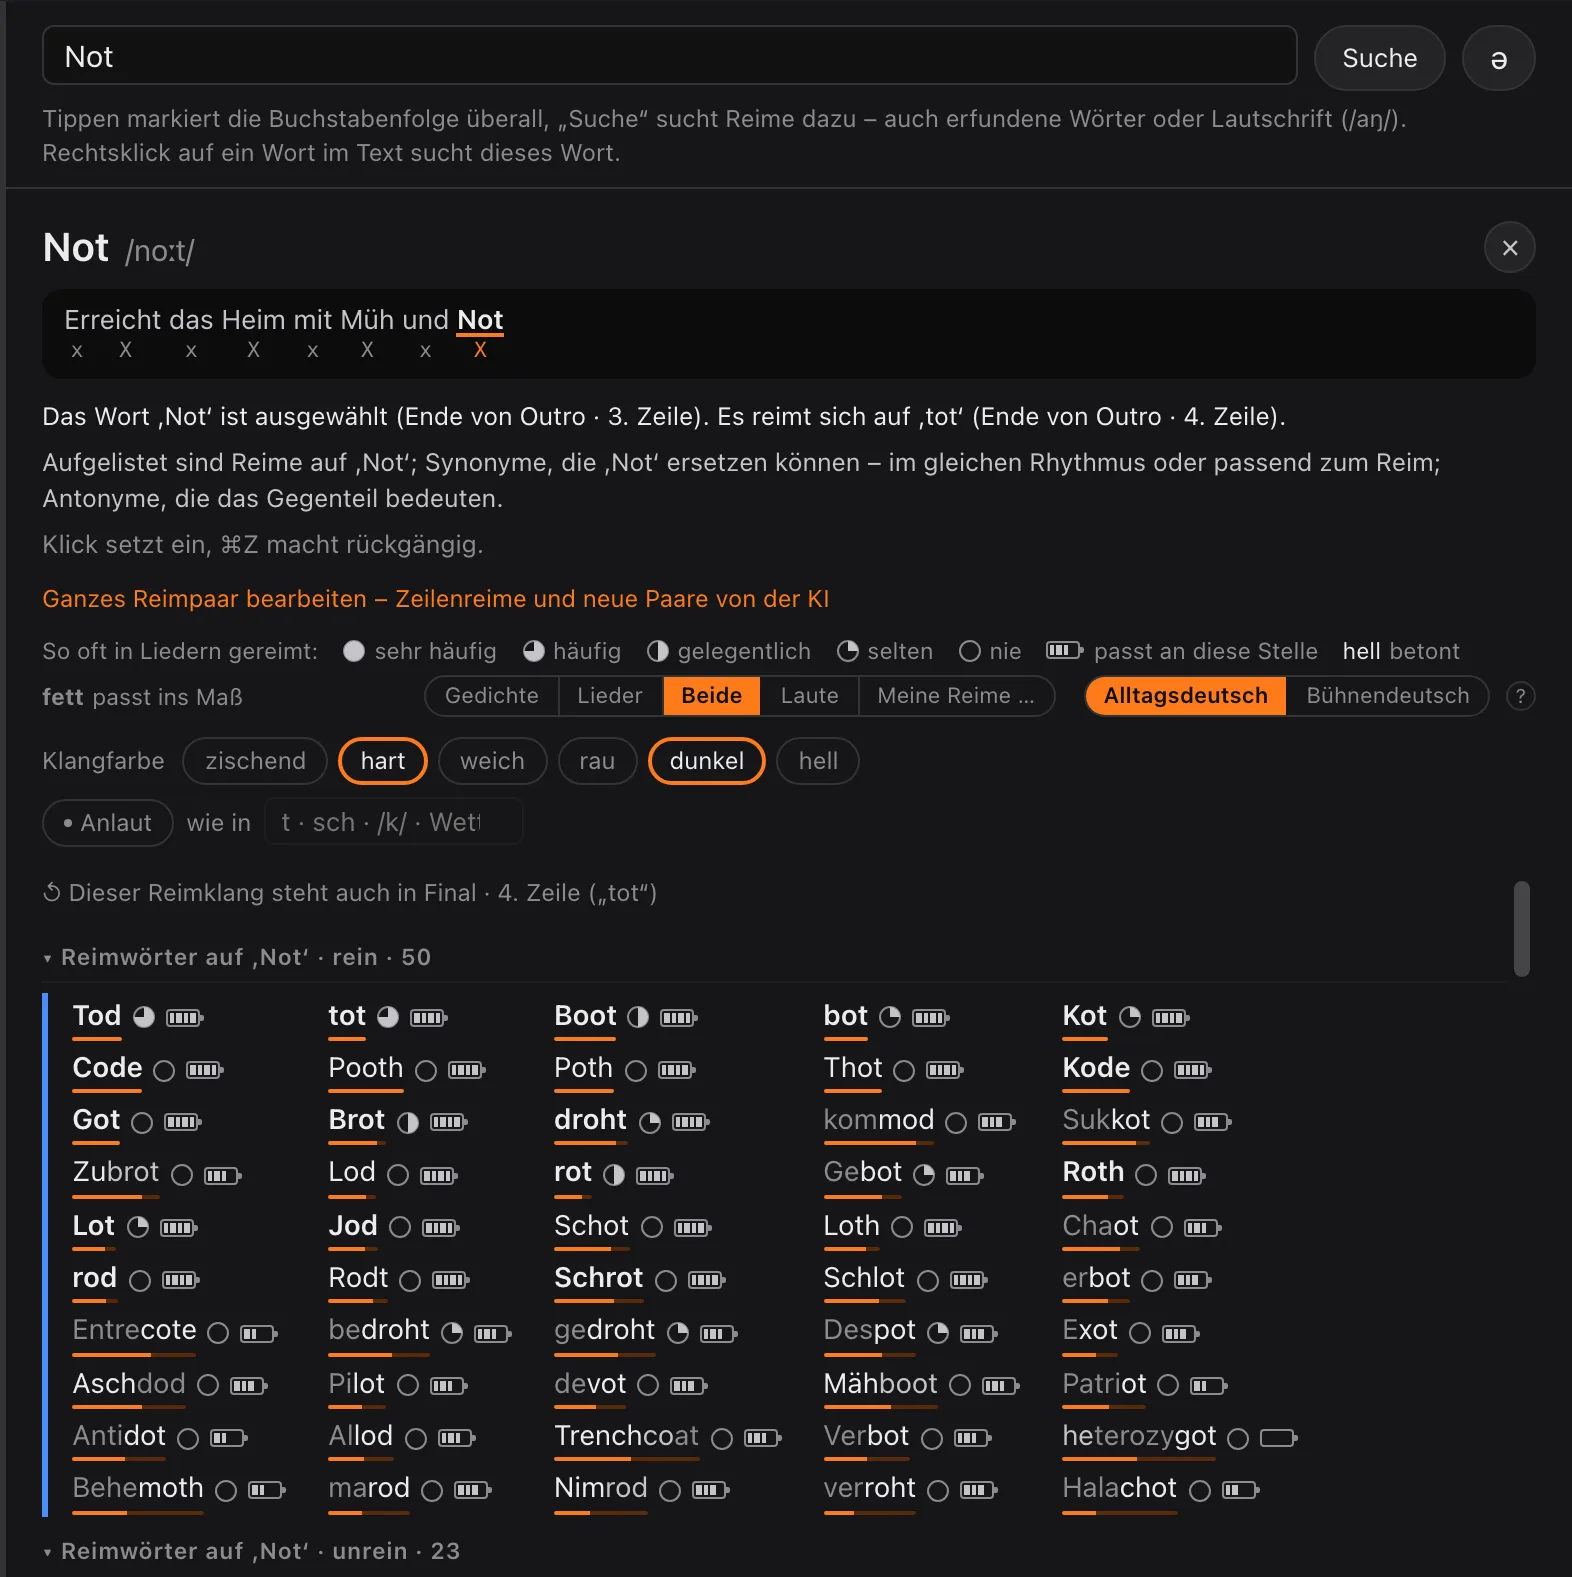 Not
Suche
ə
Tippen markiert die Buchstabenfolge überall, „Suche“ sucht Reime dazu – auch erfundene Wörter oder Lautschrift (/aŋ/).
Rechtsklick auf ein Wort im Text sucht dieses Wort.
Not /noːt/
×
Erreicht das Heim mit Müh und Not
x X x X x X x X
Das Wort ‚Not‘ ist ausgewählt (Ende von Outro · 3. Zeile). Es reimt sich auf ‚tot‘ (Ende von Outro · 4. Zeile).
Aufgelistet sind Reime auf ‚Not‘; Synonyme, die ‚Not‘ ersetzen können – im gleichen Rhythmus oder passend zum Reim;
Antonyme, die das Gegenteil bedeuten.
Klick setzt ein, ⌘Z macht rückgängig.
Ganzes Reimpaar bearbeiten – Zeilenreime und neue Paare von der KI
So oft in Liedern gereimt: sehr häufig häufig gelegentlich selten nie passt an diese Stelle hell betont
fett passt ins Maß Gedichte Lieder Beide Laute Meine Reime … Alltagsdeutsch Bühnendeutsch ?
Klangfarbe zischend hart weich rau dunkel hell
• Anlaut wie in t · sch · /k/ · Wett
↺ Dieser Reimklang steht auch in Final · 4. Zeile („tot“)
▾ Reimwörter auf ‚Not‘ · rein · 50
Tod tot Boot bot Kot
Code Pooth Poth Thot Kode
Got Brot droht kommod Sukkot
Zubrot Lod rot Gebot Roth
Lot Jod Schot Loth Chaot
rod Rodt Schrot Schlot erbot
Entrecote bedroht gedroht Despot Exot
Aschdod Pilot devot Mähboot Patriot
Antidot Allod Trenchcoat Verbot heterozygot
Behemoth marod Nimrod verroht Halachot
▾ Reimwörter auf ‚Not‘ · unrein · 23